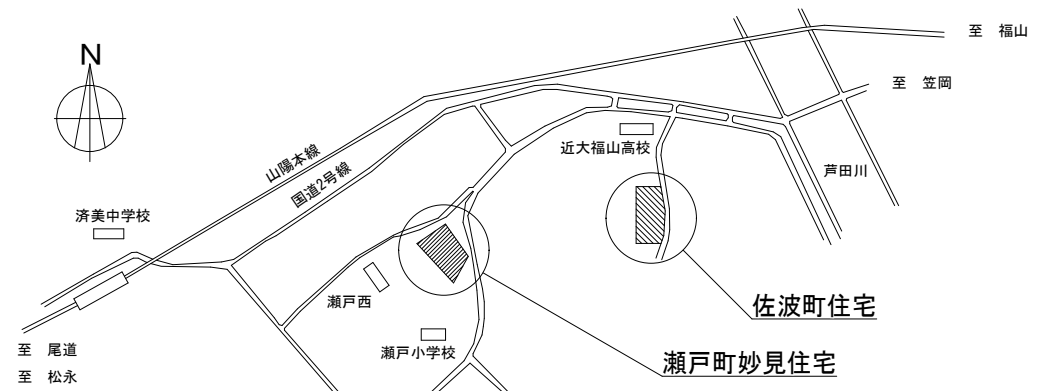 至 福山
N
至 笠岡
山陽本線
近大福山高校
国道2号線
芦田川
済美中学校
瀬戸西
佐波町住宅
至 尾道
瀬戸小学校
瀬戸町妙見住宅
至 松永